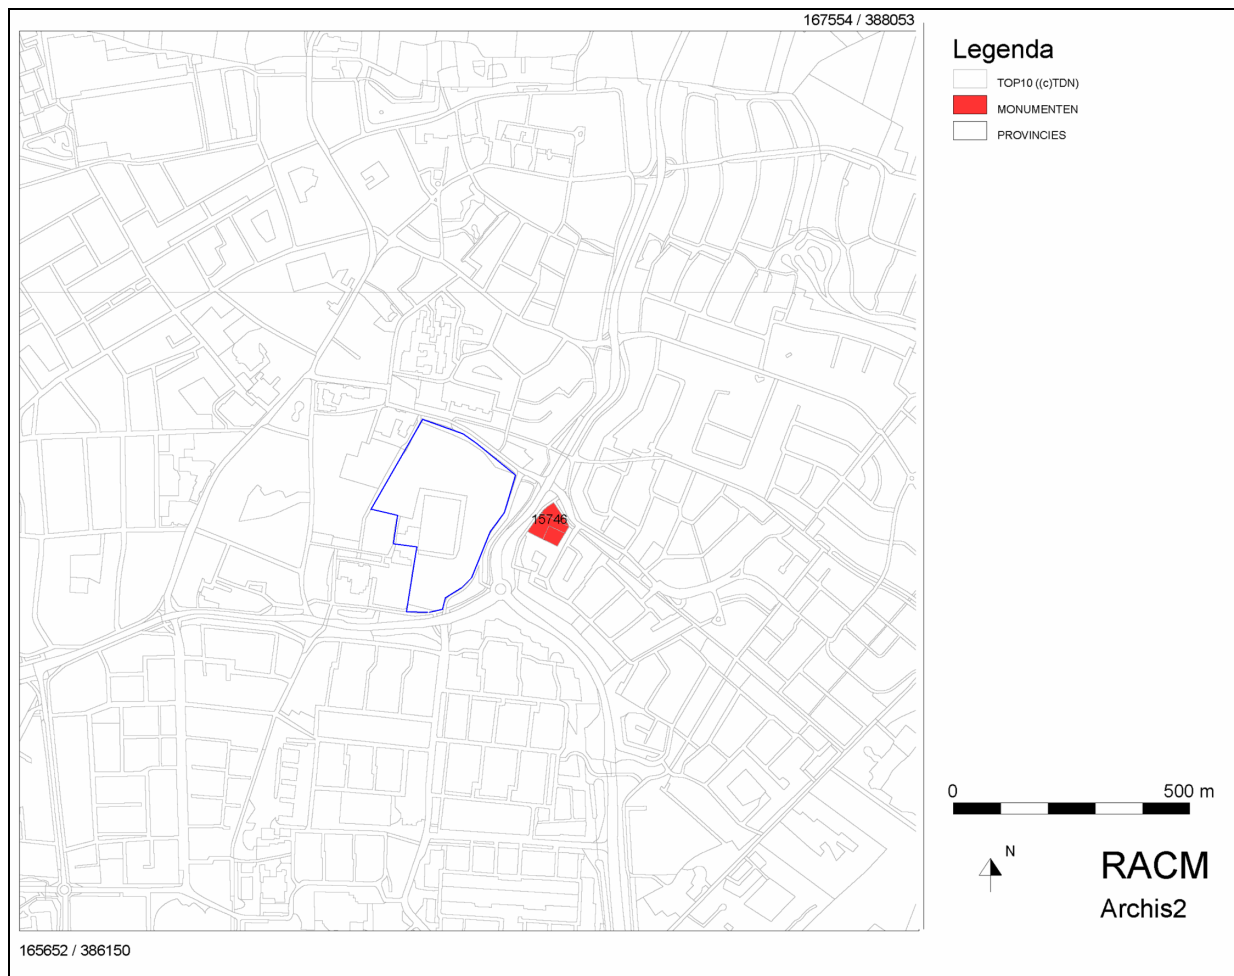 167554 / 388053
Legenda
TOP10 ((c)TDN)
MONUMENTEN
PROVINCIES
15746
0 500 m
N
RACM
Archis2
165652 / 386150